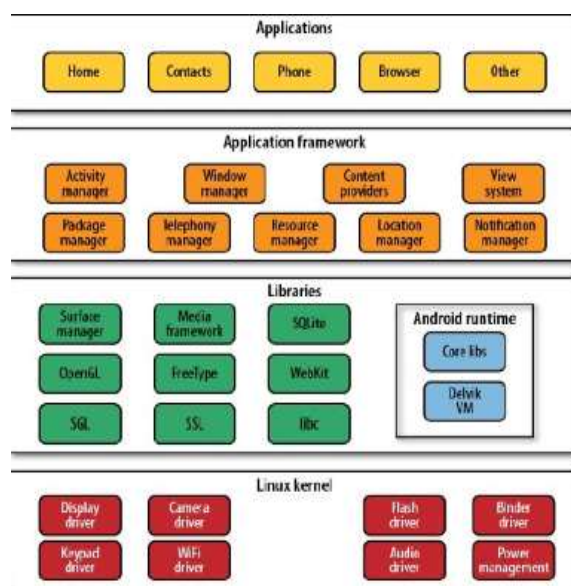 Applications
Home Contacts Phone Browser Other
Application framework
Activity manager Window manager Content providers View system
Package manager Telephony manager Resource manager Location manager Notification manager
Libraries
Surface manager Media framework SQLite
Android runtime
Core libs
OpenGL FreeType WebKit
Delvik VM
SGL SSL libc
Linux kernel
Display driver Camera driver Flash driver Binder driver
Keypad driver WiFi driver Audio driver Power management